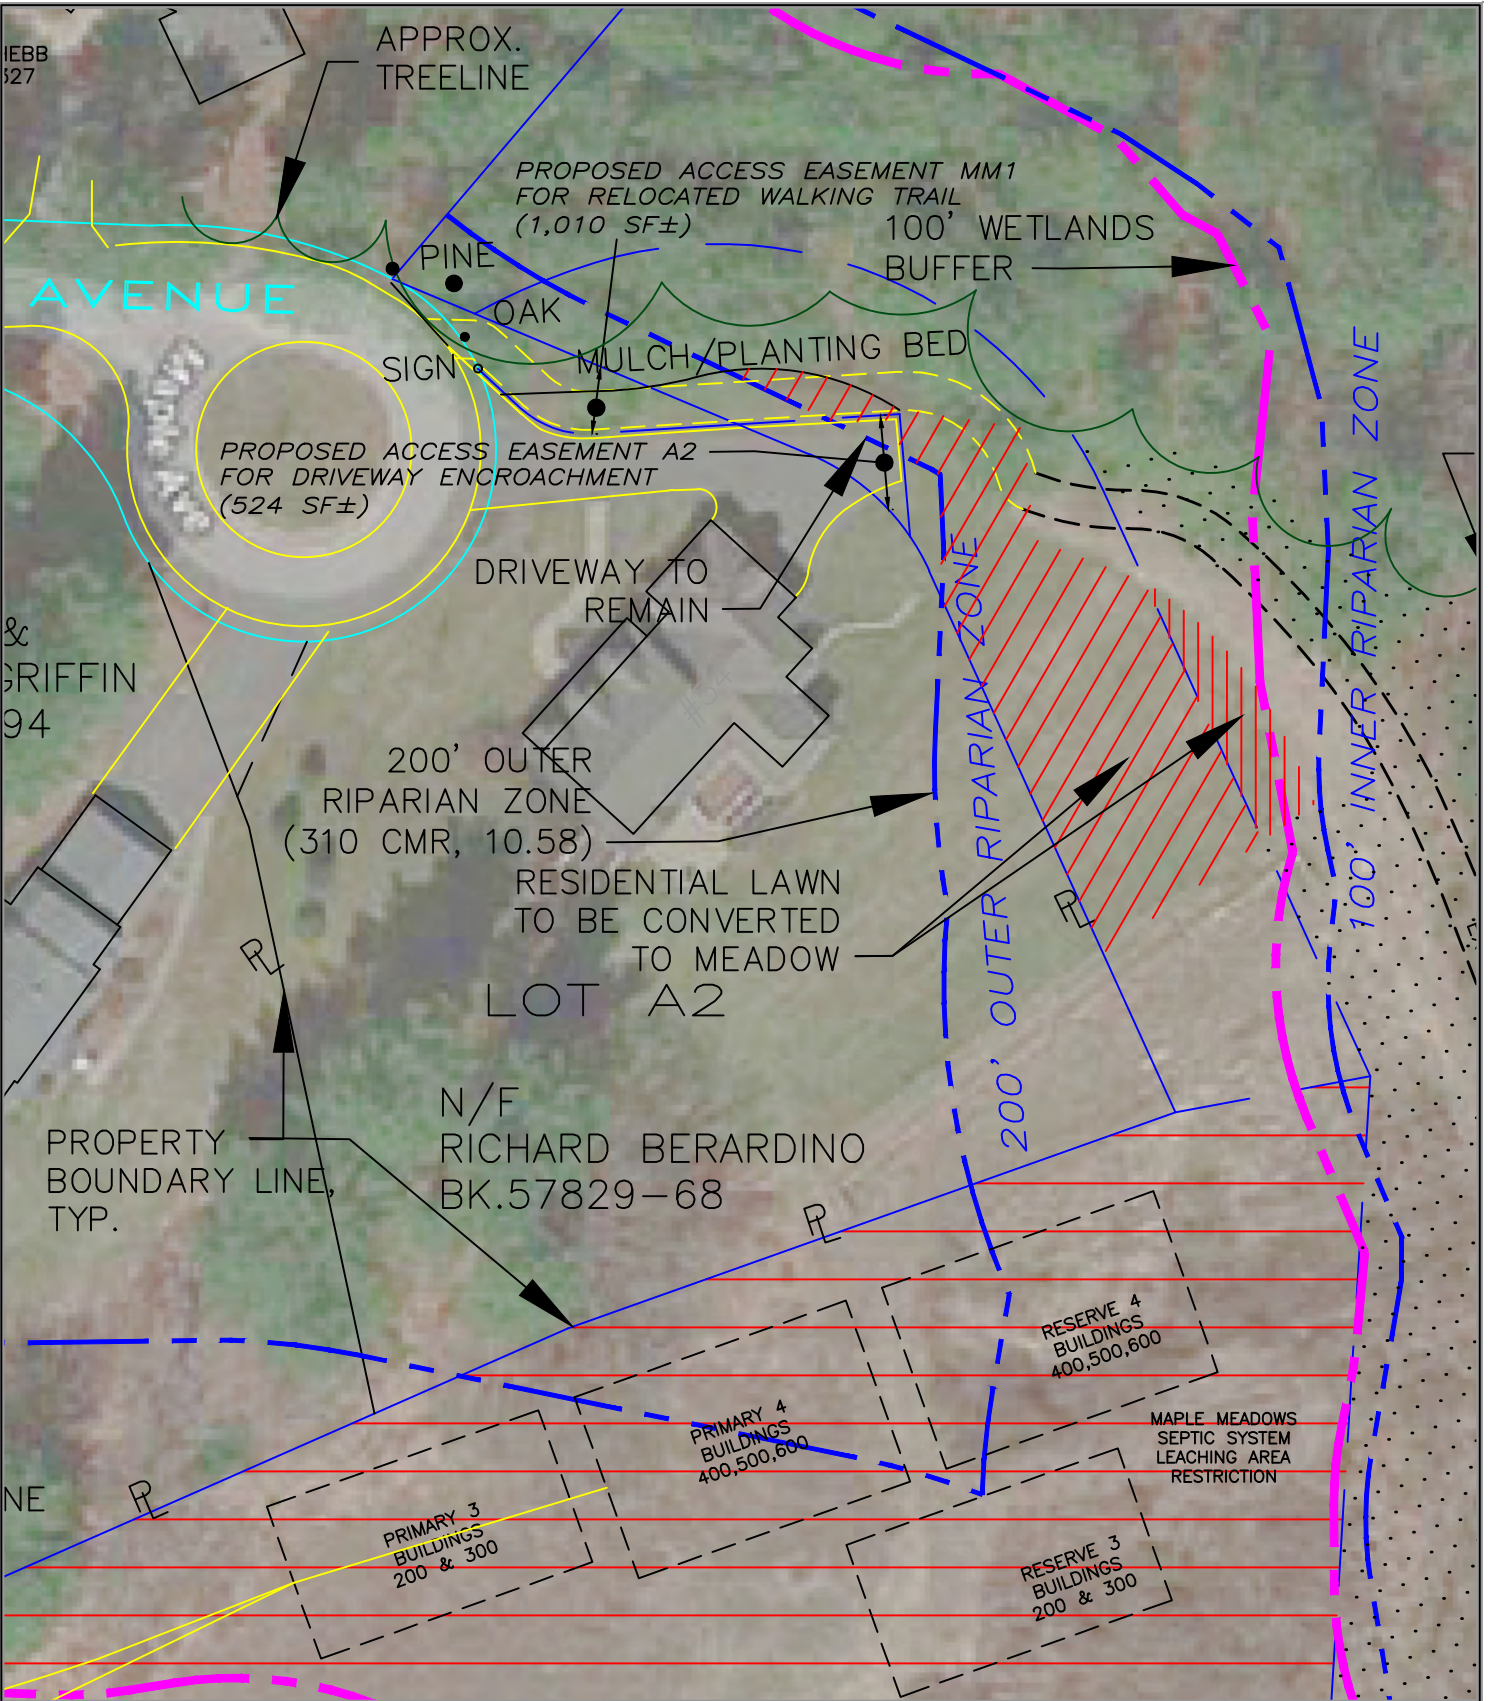 HEBB
327
APPROX.
TREELINE
PROPOSED ACCESS EASEMENT MM1
FOR RELOCATED WALKING TRAIL
(1,010 SF±)
100' WETLANDS
BUFFER
PINE
AVENUE
OAK
MULCH/PLANTING BED
SIGN
PROPOSED ACCESS EASEMENT A2
FOR DRIVEWAY ENCROACHMENT
(524 SF±)
100' INNER RIPARIAN ZONE
DRIVEWAY TO
REMAIN
&
GRIFFIN
94
200' OUTER
RIPARIAN ZONE
(310 CMR, 10.58)
200' OUTER RIPARIAN ZONE
RESIDENTIAL LAWN
TO BE CONVERTED
TO MEADOW
PL
PL
LOT A2
N/F
RICHARD BERARDINO
BK.57829-68
PROPERTY
BOUNDARY LINE,
TYP.
PL
RESERVE 4
BUILDINGS
400,500,600
PRIMARY 4
BUILDINGS
400,500,600
MAPLE MEADOWS
SEPTIC SYSTEM
LEACHING AREA
RESTRICTION
NE
PL
PRIMARY 3
BUILDINGS
200 & 300
RESERVE 3
BUILDINGS
200 & 300